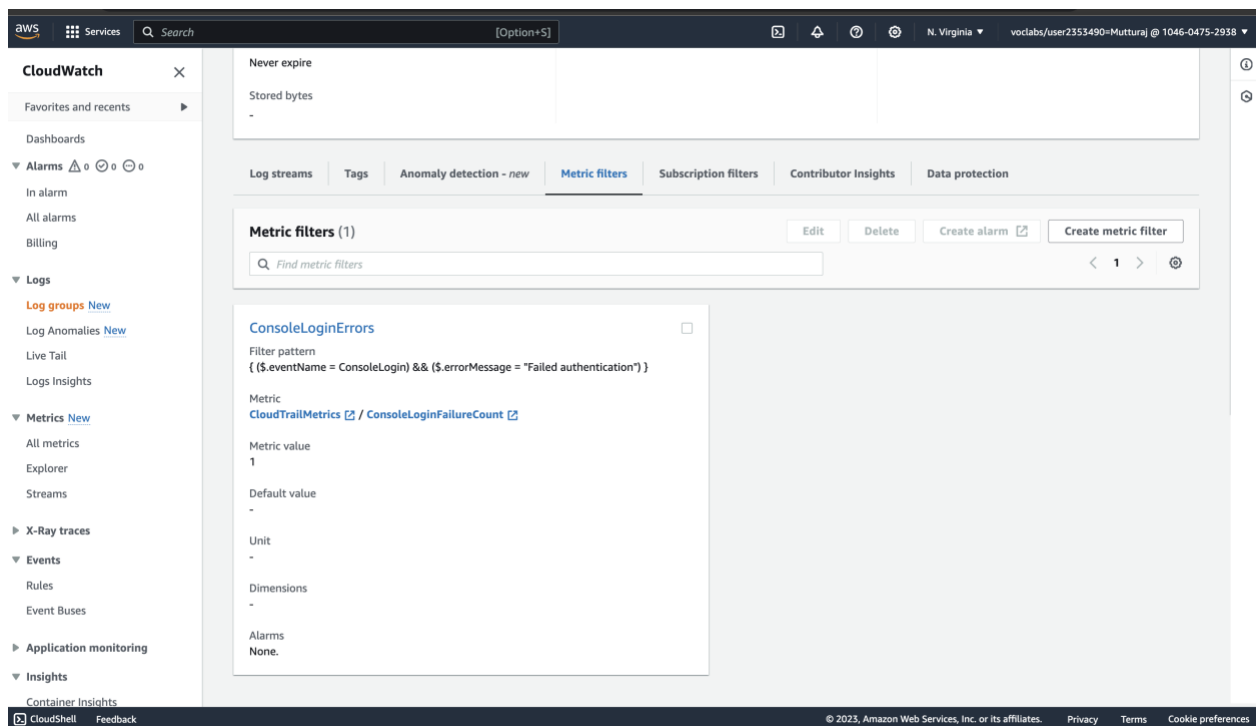 aws
Services
Search
[Option+S]
N. Virginia
voclabs/user2353490=Mutturaj @ 1046-0475-2938
CloudWatch
Favorites and recents
Dashboards
Alarms 0 0 0
In alarm
All alarms
Billing
Logs
Log groups New
Log Anomalies New
Live Tail
Logs Insights
Metrics New
All metrics
Explorer
Streams
X-Ray traces
Events
Rules
Event Buses
Application monitoring
Insights
Container Insights
Never expire
Stored bytes
-
Log streams
Tags
Anomaly detection - new
Metric filters
Subscription filters
Contributor Insights
Data protection
Metric filters (1)
Edit
Delete
Create alarm
Create metric filter
Find metric filters
1
ConsoleLoginErrors
Filter pattern
{ ($.eventName = ConsoleLogin) && ($.errorMessage = "Failed authentication") }
Metric
CloudTrailMetrics / ConsoleLoginFailureCount
Metric value
1
Default value
-
Unit
-
Dimensions
-
Alarms
None.
CloudShell
Feedback
© 2023, Amazon Web Services, Inc. or its affiliates.
Privacy
Terms
Cookie preferences